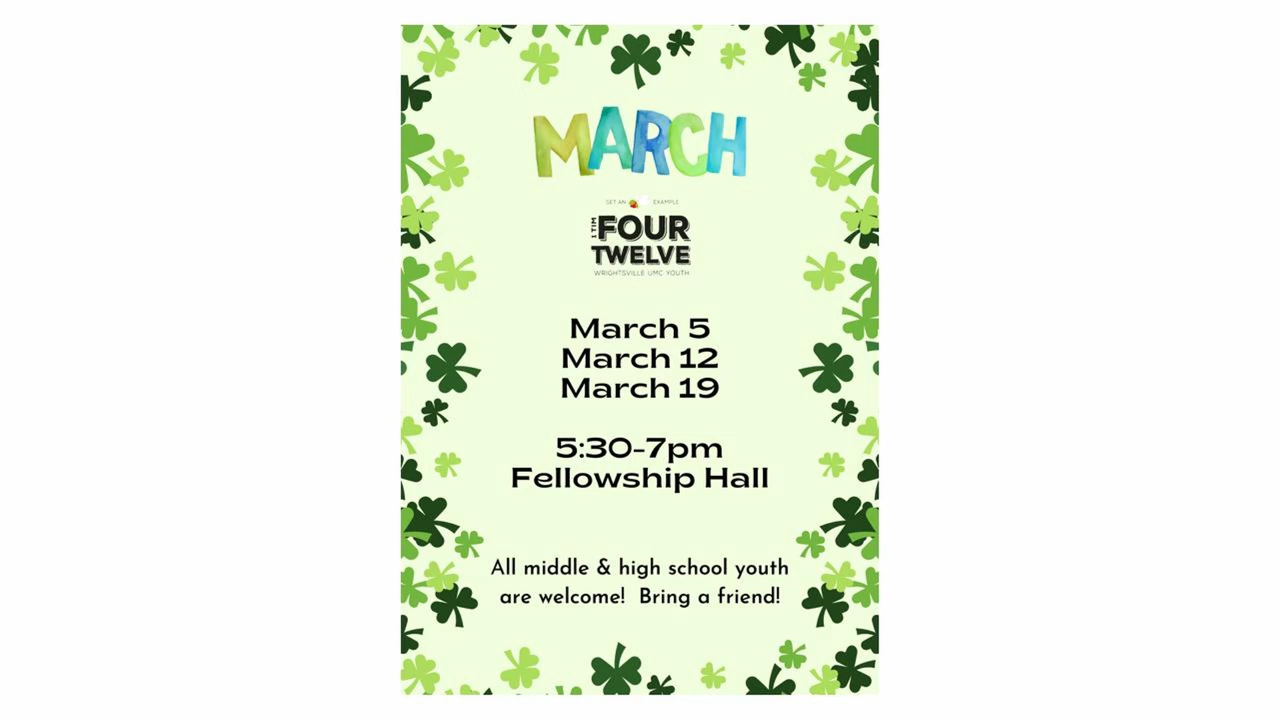 MARCH
SET AN EXAMPLE
1 TIM
FOUR
TWELVE
WRIGHTSVILLE UMC YOUTH
March 5
March 12
March 19
5:30-7pm
Fellowship Hall
All middle & high school youth
are welcome!  Bring a friend!